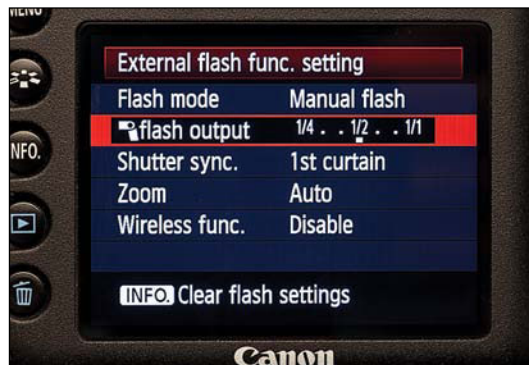 MENU
External flash func. setting
Flash mode Manual flash
flash output 1/4 . . 1/2 . . 1/1
INFO.
Shutter sync. 1st curtain
Zoom Auto
Wireless func. Disable
INFO. Clear flash settings
Canon